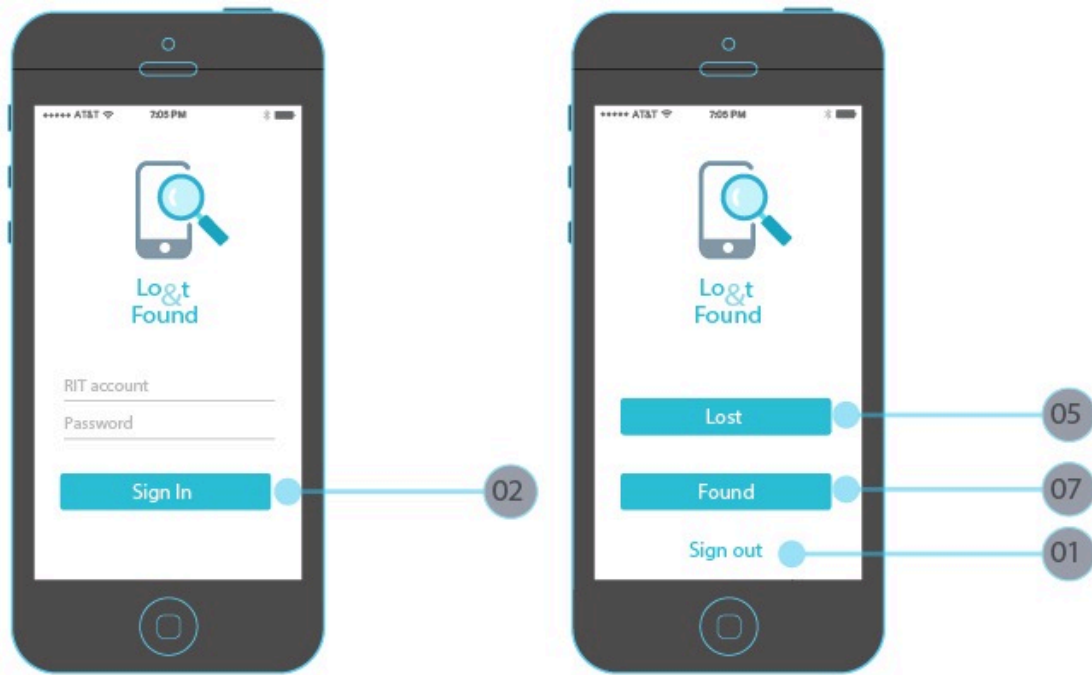 AT&T 7:05 PM
Lo&t
Found
RIT account
Password
Sign In
02
AT&T 7:05 PM
Lo&t
Found
Lost
05
Found
07
Sign out
01